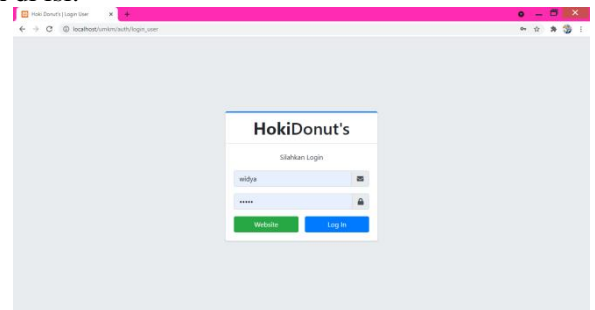 Hoki Donut's | Login User
localhost/umkm/auth/login_user
HokiDonut's
Silahkan Login
widya
•••••
Website
Log In